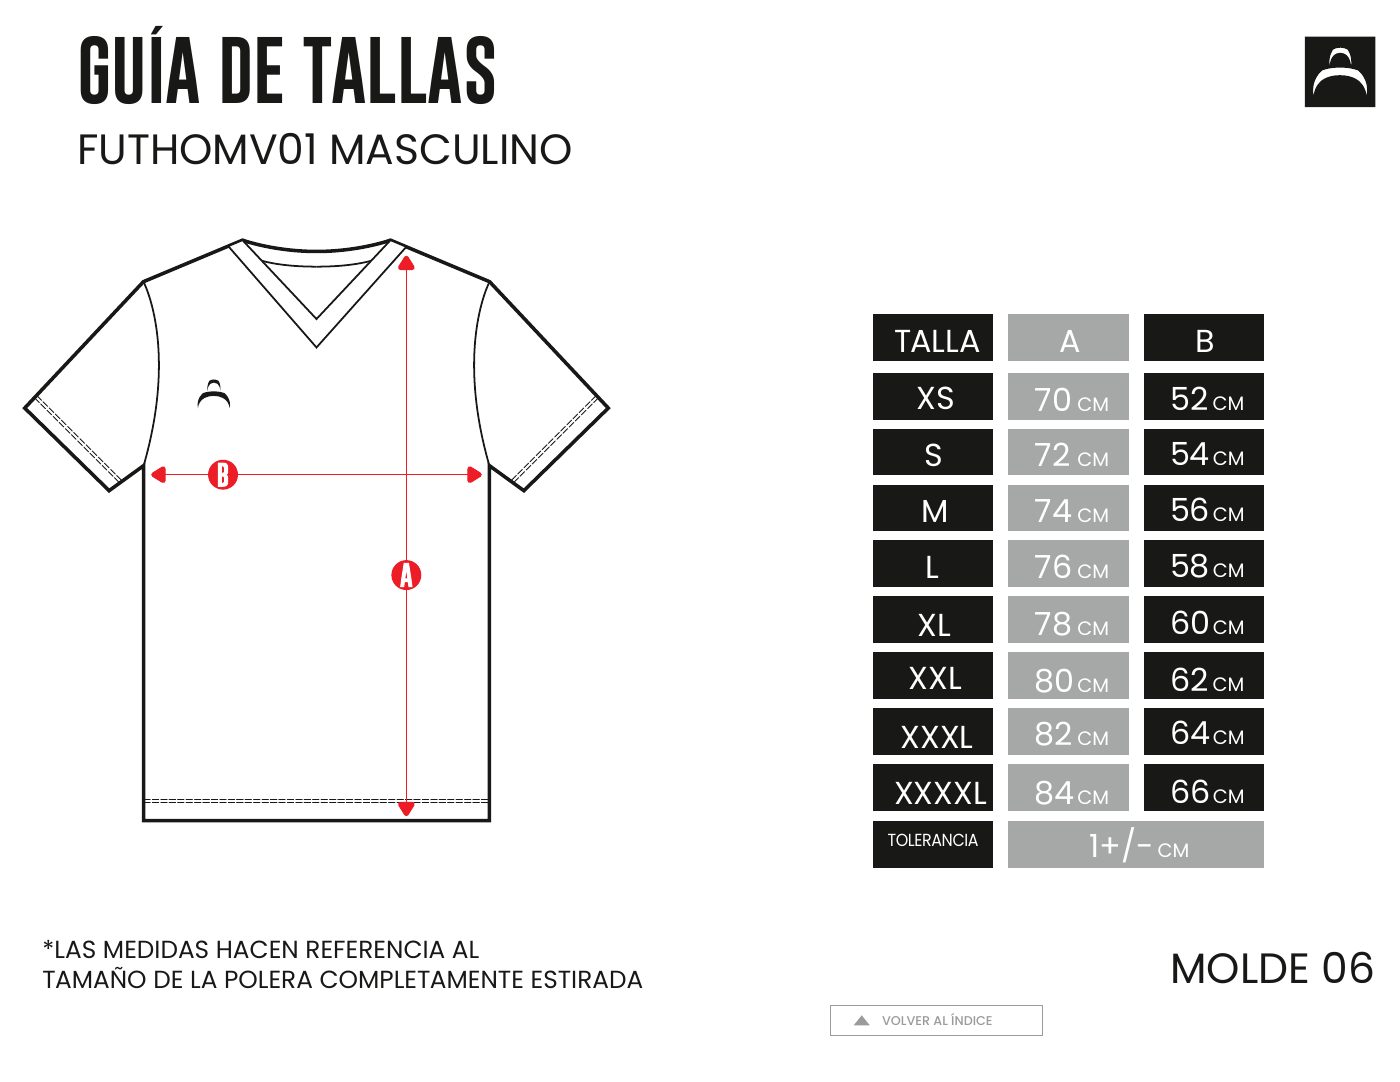 GUÍA DE TALLAS
FUTHOMV01 MASCULINO
B
A
TALLA A B
XS 70 CM 52 CM
S 72 CM 54 CM
M 74 CM 56 CM
L 76 CM 58 CM
XL 78 CM 60 CM
XXL 80 CM 62 CM
XXXL 82 CM 64 CM
XXXXL 84 CM 66 CM
TOLERANCIA 1+/- CM
*LAS MEDIDAS HACEN REFERENCIA AL
TAMAÑO DE LA POLERA COMPLETAMENTE ESTIRADA
MOLDE 06
VOLVER AL ÍNDICE